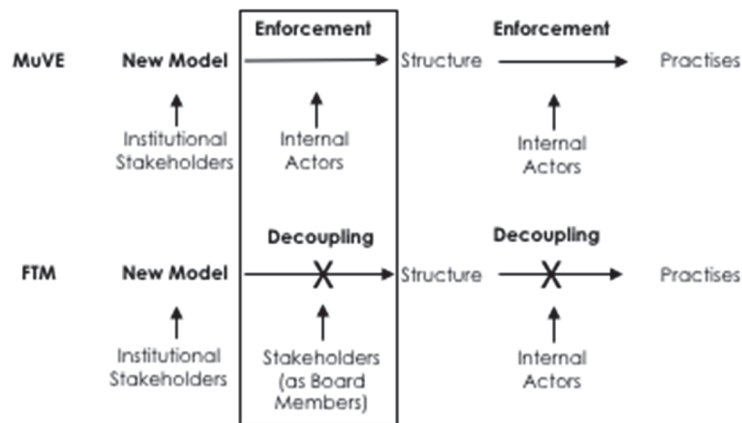 Enforcement Enforcement
MuVE New Model Structure Practises
Institutional Stakeholders
Internal Actors
Internal Actors
Decoupling Decoupling
FTM New Model X Structure X Practises
Institutional Stakeholders
Stakeholders (as Board Members)
Internal Actors